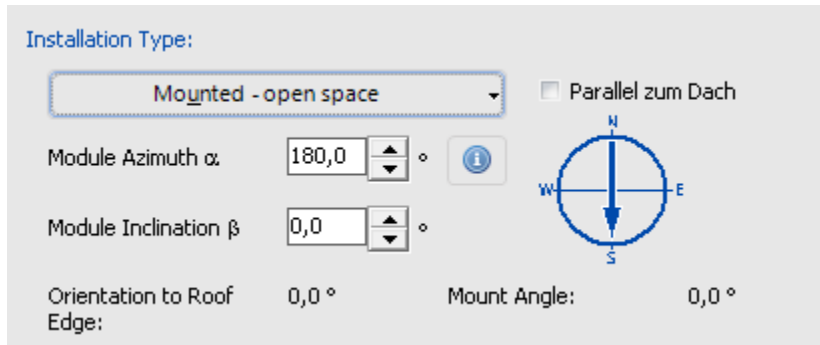 Installation Type:
Mounted - open space
Parallel zum Dach
N
Module Azimuth α
180,0
°
i
W
E
Module Inclination β
0,0
°
S
Orientation to Roof
Edge:
0,0 °
Mount Angle:
0,0 °